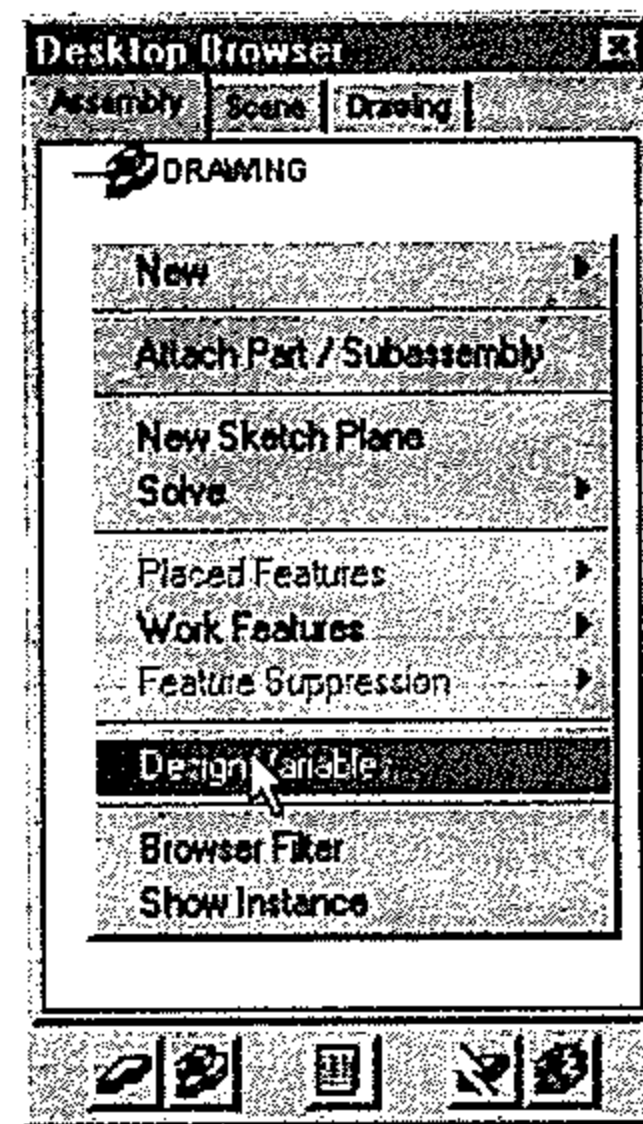 Desktop Browser
Assembly Scene Drawing
DRAWING
New
Attach Part / Subassembly
New Sketch Plane
Solve
Placed Features
Work Features
Feature Suppression
Design Variable
Browser Filter
Show Instance